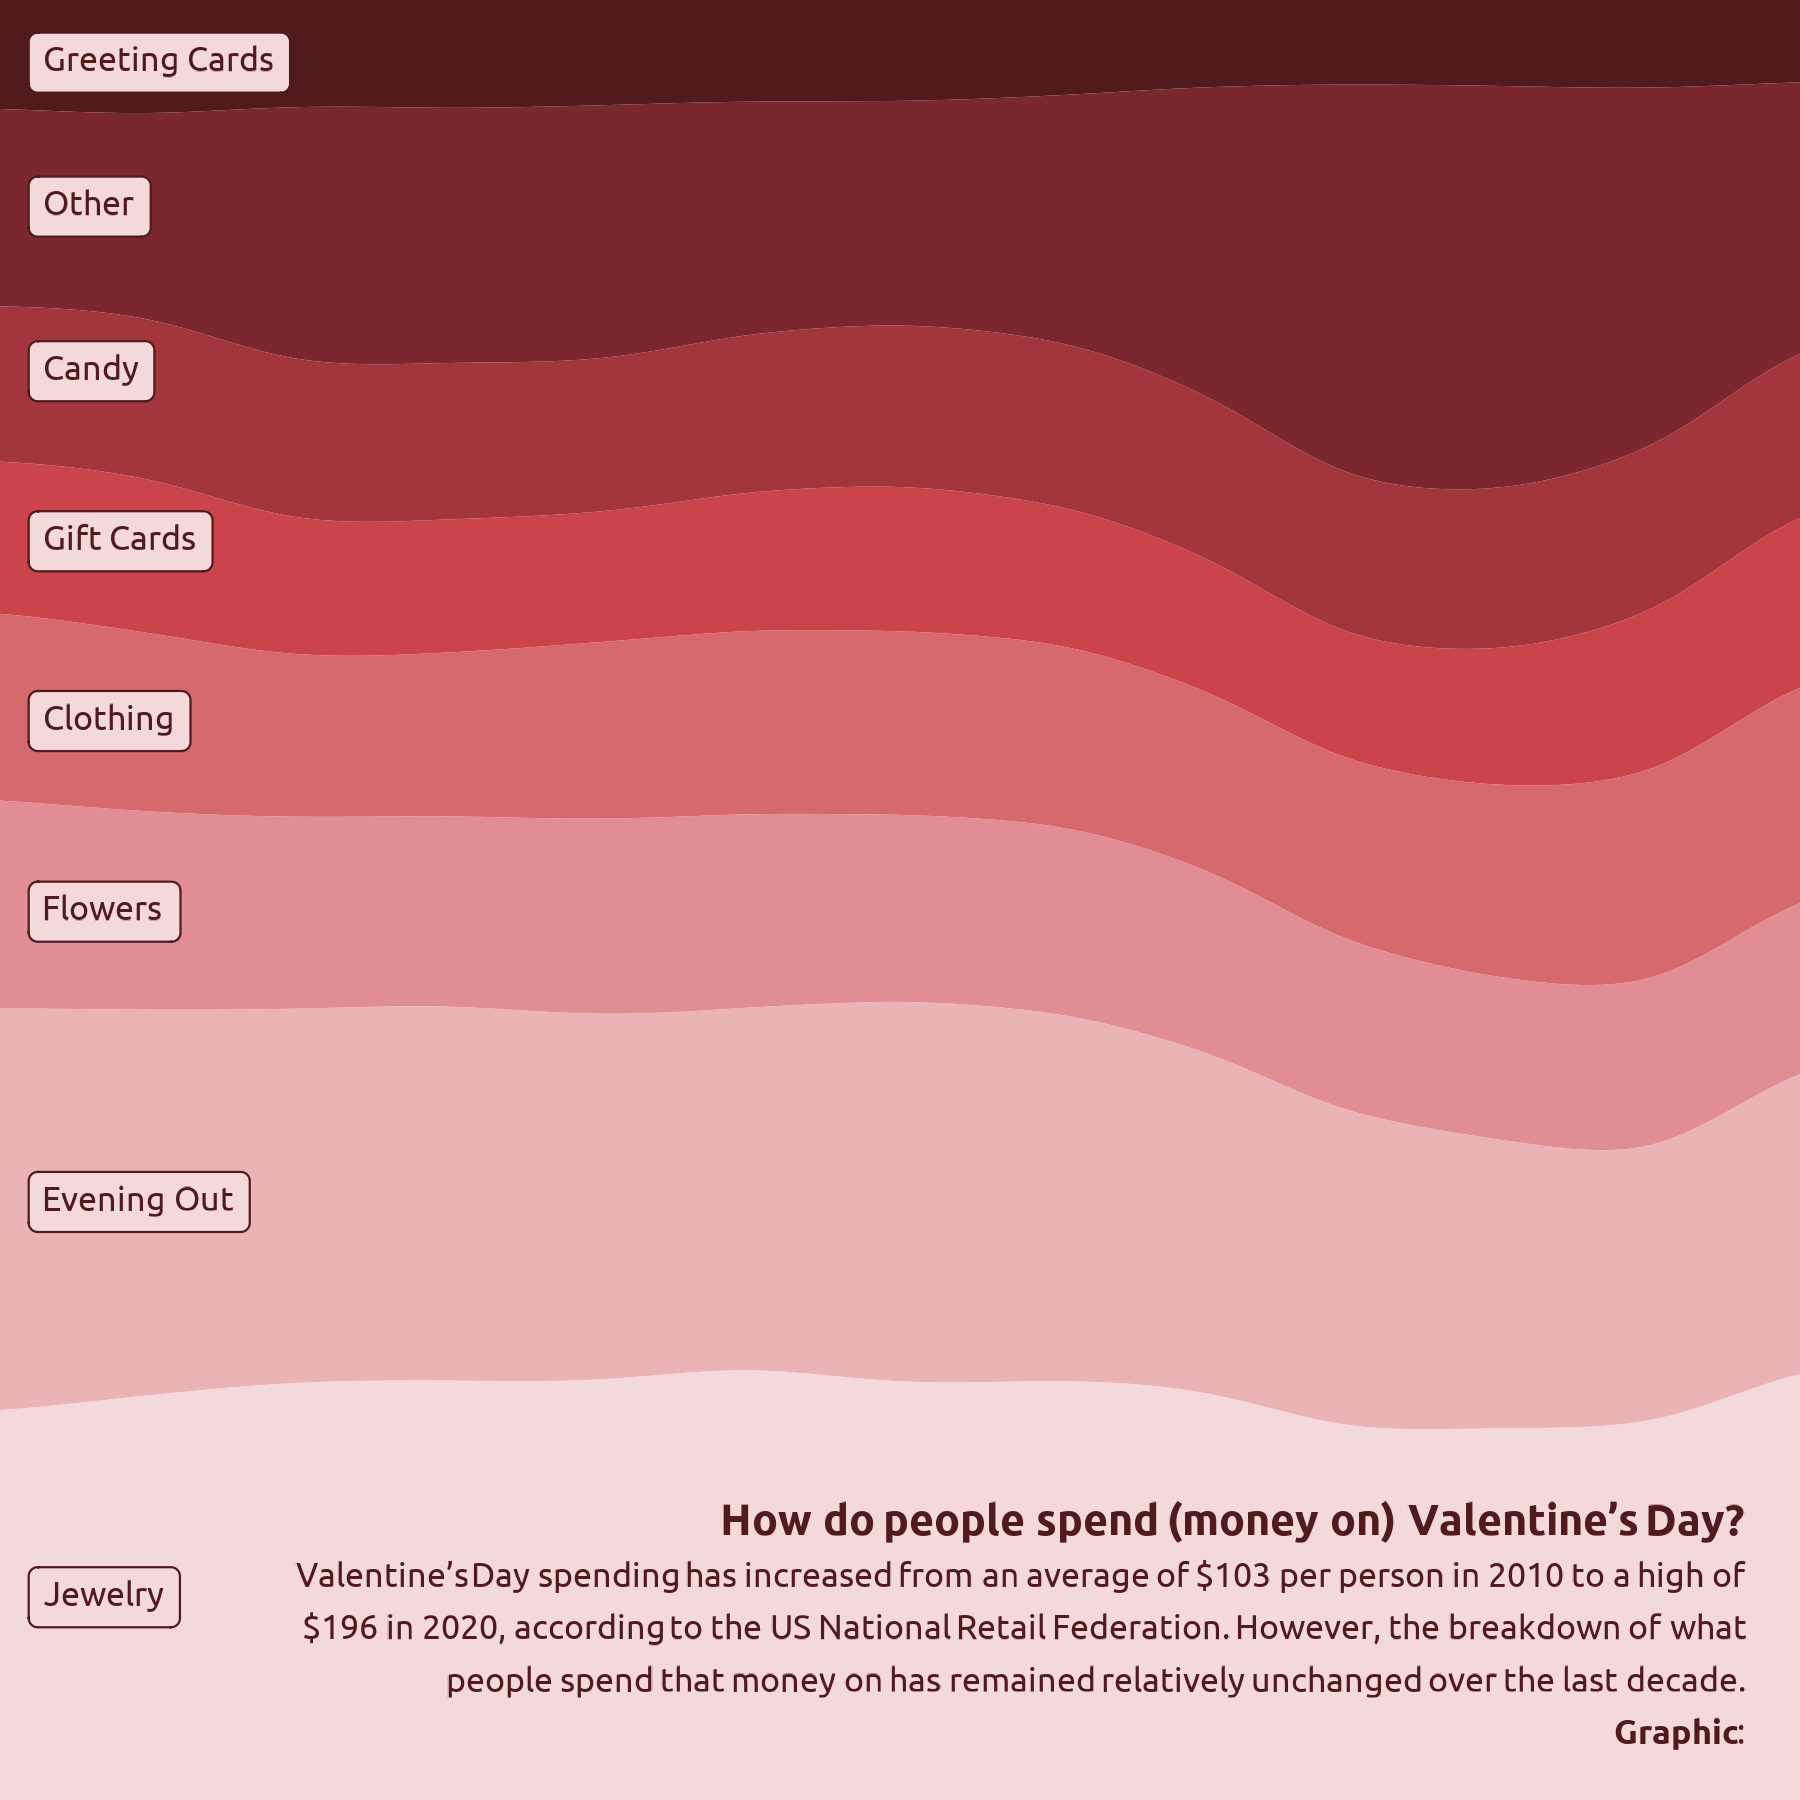 Greeting Cards
Other
Candy
Gift Cards
Clothing
Flowers
Evening Out
Jewelry
How do people spend (money on) Valentine’s Day?
Valentine’s Day spending has increased from an average of $103 per person in 2010 to a high of
$196 in 2020, according to the US National Retail Federation. However, the breakdown of what
people spend that money on has remained relatively unchanged over the last decade.
Graphic: